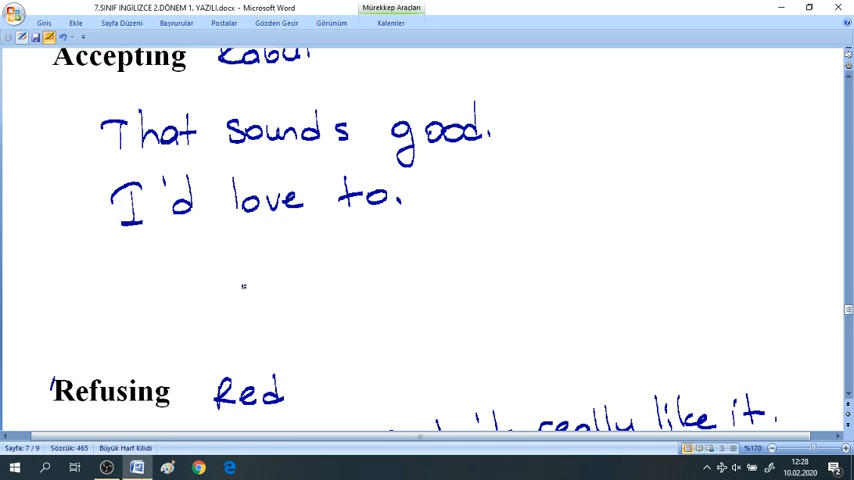 7.SINIF İNGİLİZCE 2.DÖNEM 1. YAZILI.docx - Microsoft Word
Mürekkep Araçları
Giriş Ekle Sayfa Düzeni Başvurular Postalar Gözden Geçir Görünüm Kalemler
Accepting Kabul
That sounds good.
I'd love to.
Refusing Red
really like it.
Sayfa: 7 / 9 Sözcük: 465 Büyük Harf Kilidi %170
12:28
10.02.2020
2